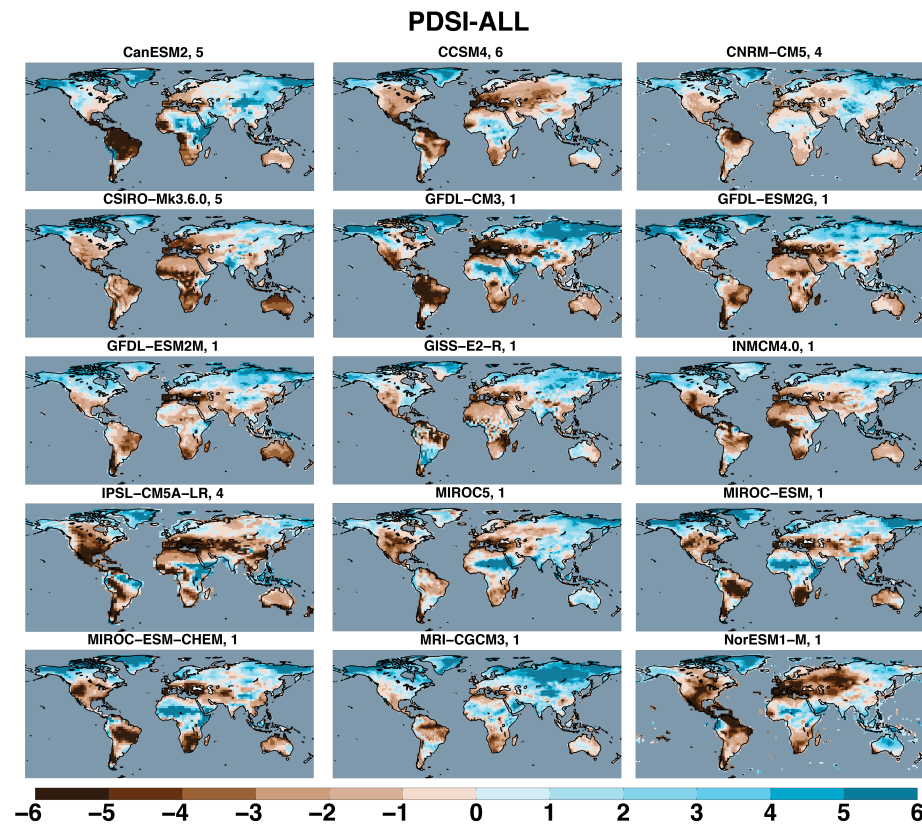 PDSI-ALL
CanESM2, 5
CCSM4, 6
CNRM−CM5, 4
CSIRO−Mk3.6.0, 5
GFDL−CM3, 1
GFDL−ESM2G, 1
GFDL−ESM2M, 1
GISS−E2−R, 1
INMCM4.0, 1
IPSL−CM5A−LR, 4
MIROC5, 1
MIROC−ESM, 1
MIROC−ESM−CHEM, 1
MRI−CGCM3, 1
NorESM1−M, 1
−6 −5 −4 −3 −2 −1 0 1 2 3 4 5 6